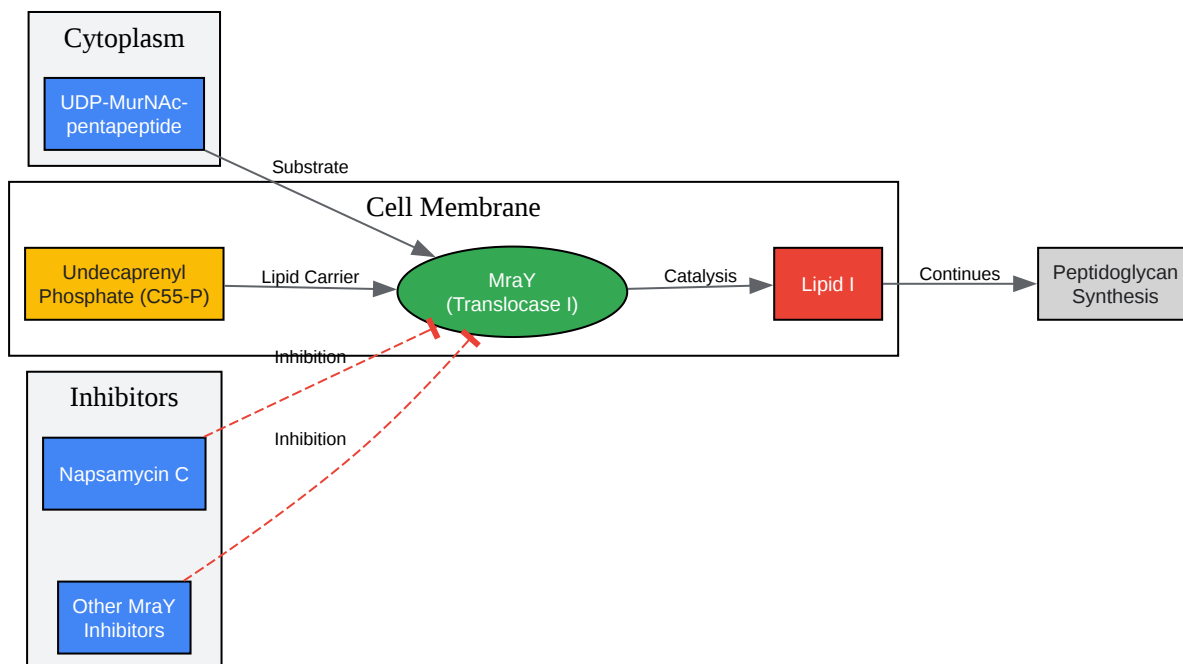 Cytoplasm
UDP-MurNAc-
pentapeptide
Substrate
Cell Membrane
Undecaprenyl
Phosphate (C55-P)
Lipid Carrier
MraY
(Translocase I)
Catalysis
Lipid I
Continues
Peptidoglycan
Synthesis
Inhibition
Inhibitors
Napsamycin C
Inhibition
Other MraY
Inhibitors